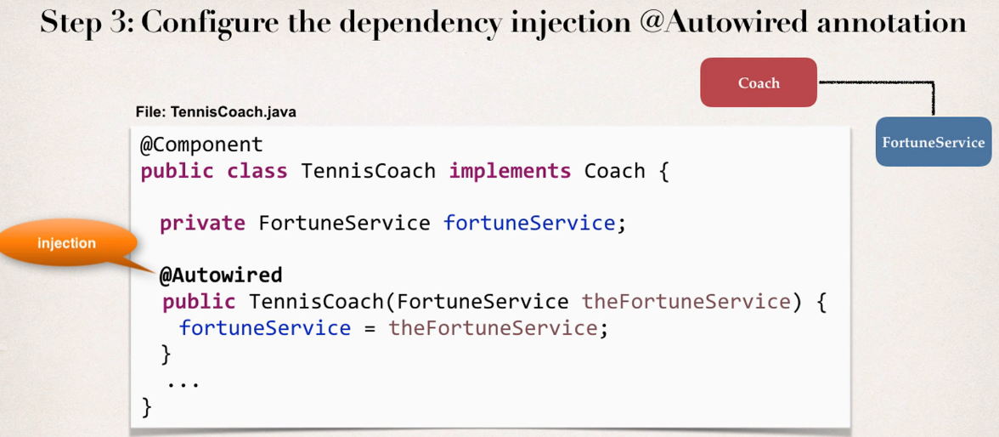 Step 3: Configure the dependency injection @Autowired annotation
Coach
FortuneService
File: TennisCoach.java
@Component
public class TennisCoach implements Coach {
private FortuneService fortuneService;
injection
@Autowired
public TennisCoach(FortuneService theFortuneService) {
fortuneService = theFortuneService;
}
...
}